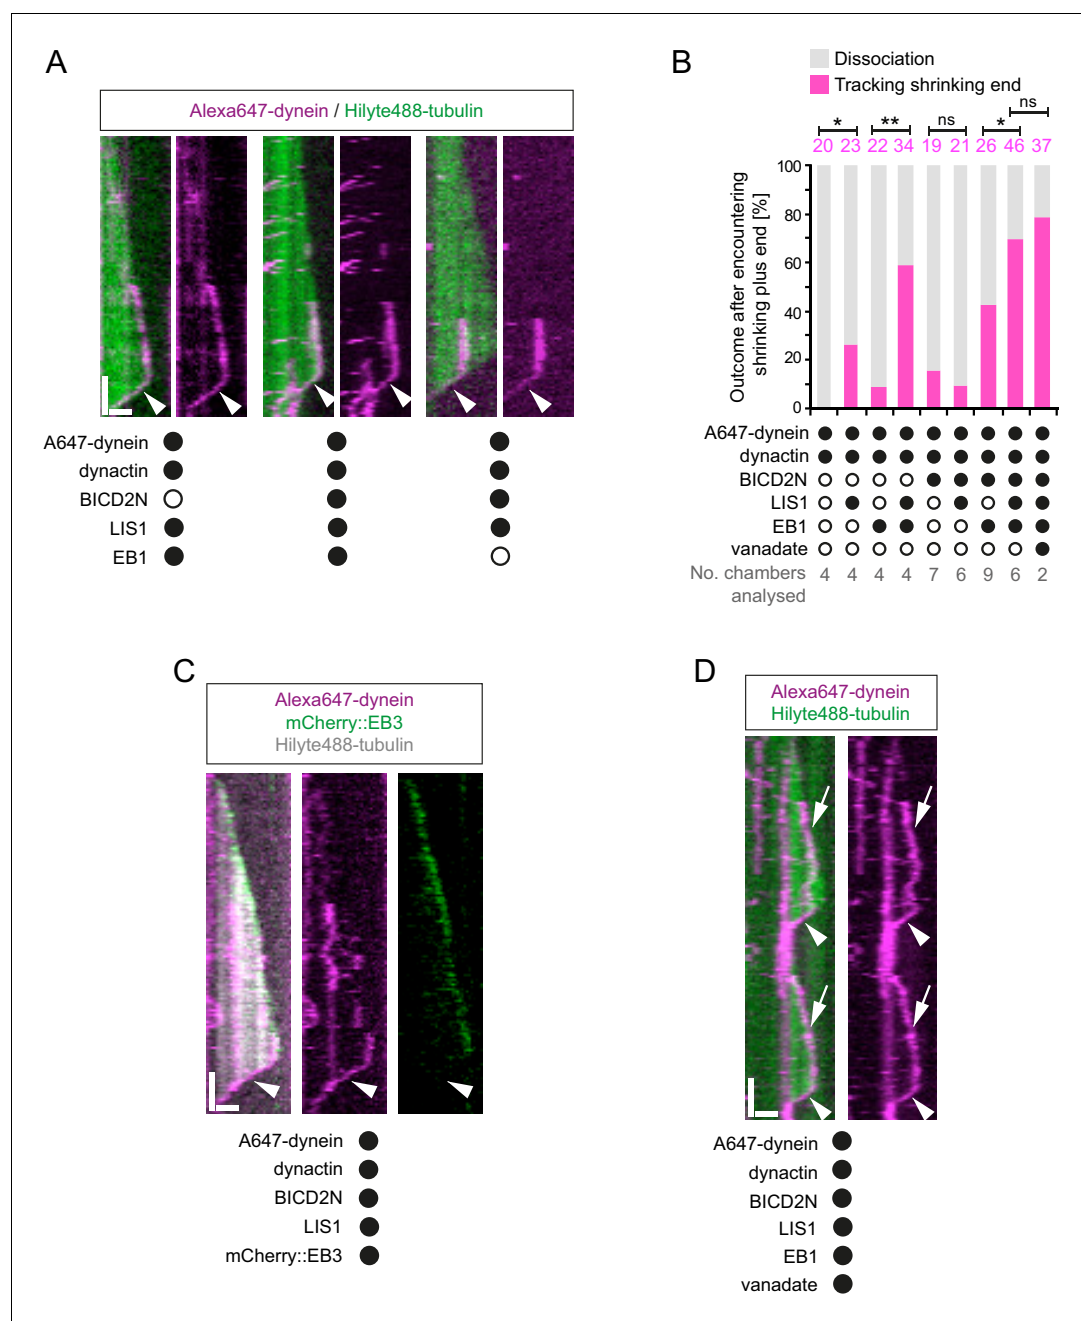 A
Alexa647-dynein / Hilyte488-tubulin
A647-dynein
dynactin
BICD2N
LIS1
EB1
B
Dissociation
Tracking shrinking end
ns
* ** ns *
20 23 22 34 19 21 26 46 37
Outcome after encountering
shrinking plus end [%]
100
80
60
40
20
0
A647-dynein
dynactin
BICD2N
LIS1
EB1
vanadate
No. chambers 4 4 4 4 7 6 9 6 2
analysed
C
Alexa647-dynein
mCherry::EB3
Hilyte488-tubulin
A647-dynein
dynactin
BICD2N
LIS1
mCherry::EB3
D
Alexa647-dynein
Hilyte488-tubulin
A647-dynein
dynactin
BICD2N
LIS1
EB1
vanadate